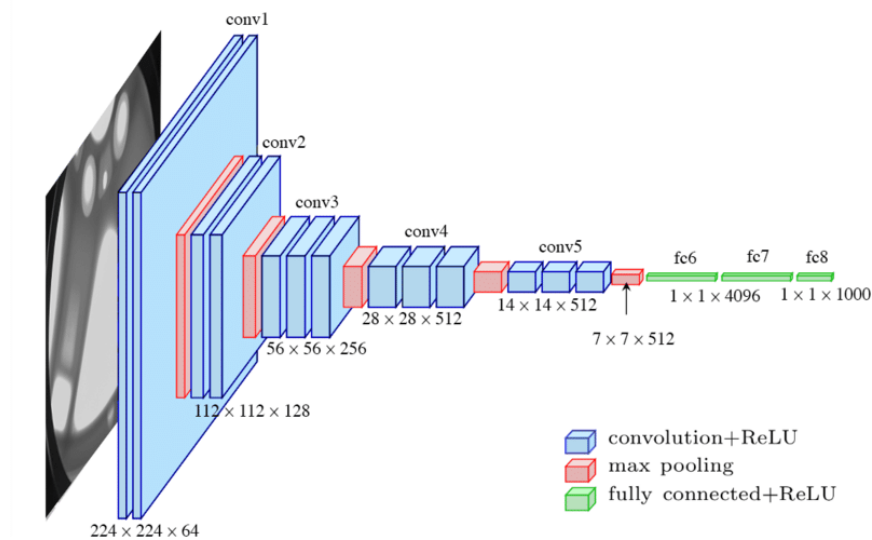 conv1
conv2
conv3
conv4
conv5
fc6
fc7
fc8
1 × 1 × 4096
1 × 1 × 1000
14 × 14 × 512
28 × 28 × 512
7 × 7 × 512
56 × 56 × 256
112 × 112 × 128
224 × 224 × 64
convolution+ReLU
max pooling
fully connected+ReLU